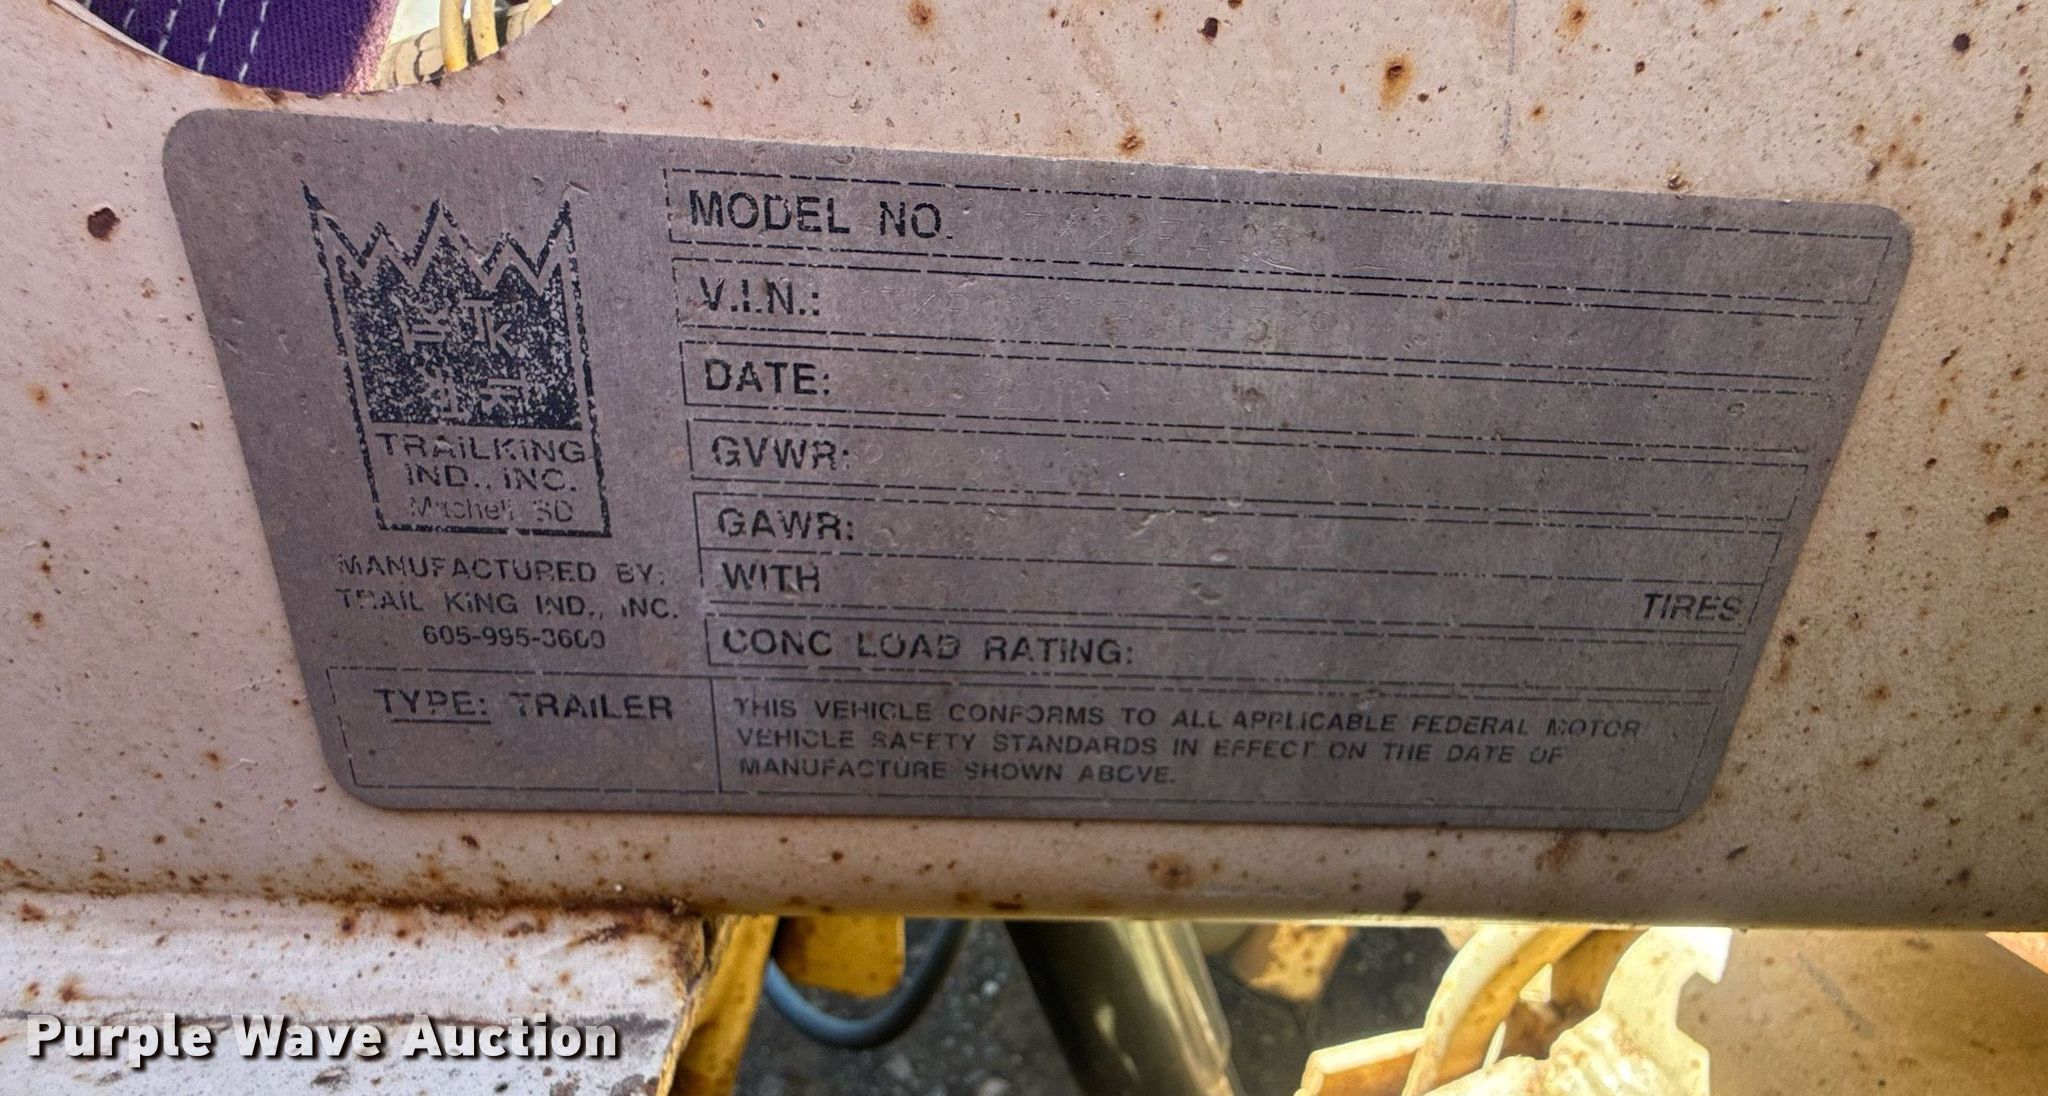 TRAILKING
IND., INC.
Mitchell, SD
MANUFACTURED BY:
TRAIL KING IND., INC.
605-995-3600
TYPE: TRAILER
MODEL NO.
V.I.N.:
DATE:
GVWR:
GAWR:
WITH
TIRES
CONC LOAD RATING:
THIS VEHICLE CONFORMS TO ALL APPLICABLE FEDERAL MOTOR
VEHICLE SAFETY STANDARDS IN EFFECT ON THE DATE OF
MANUFACTURE SHOWN ABOVE.
Purple Wave Auction